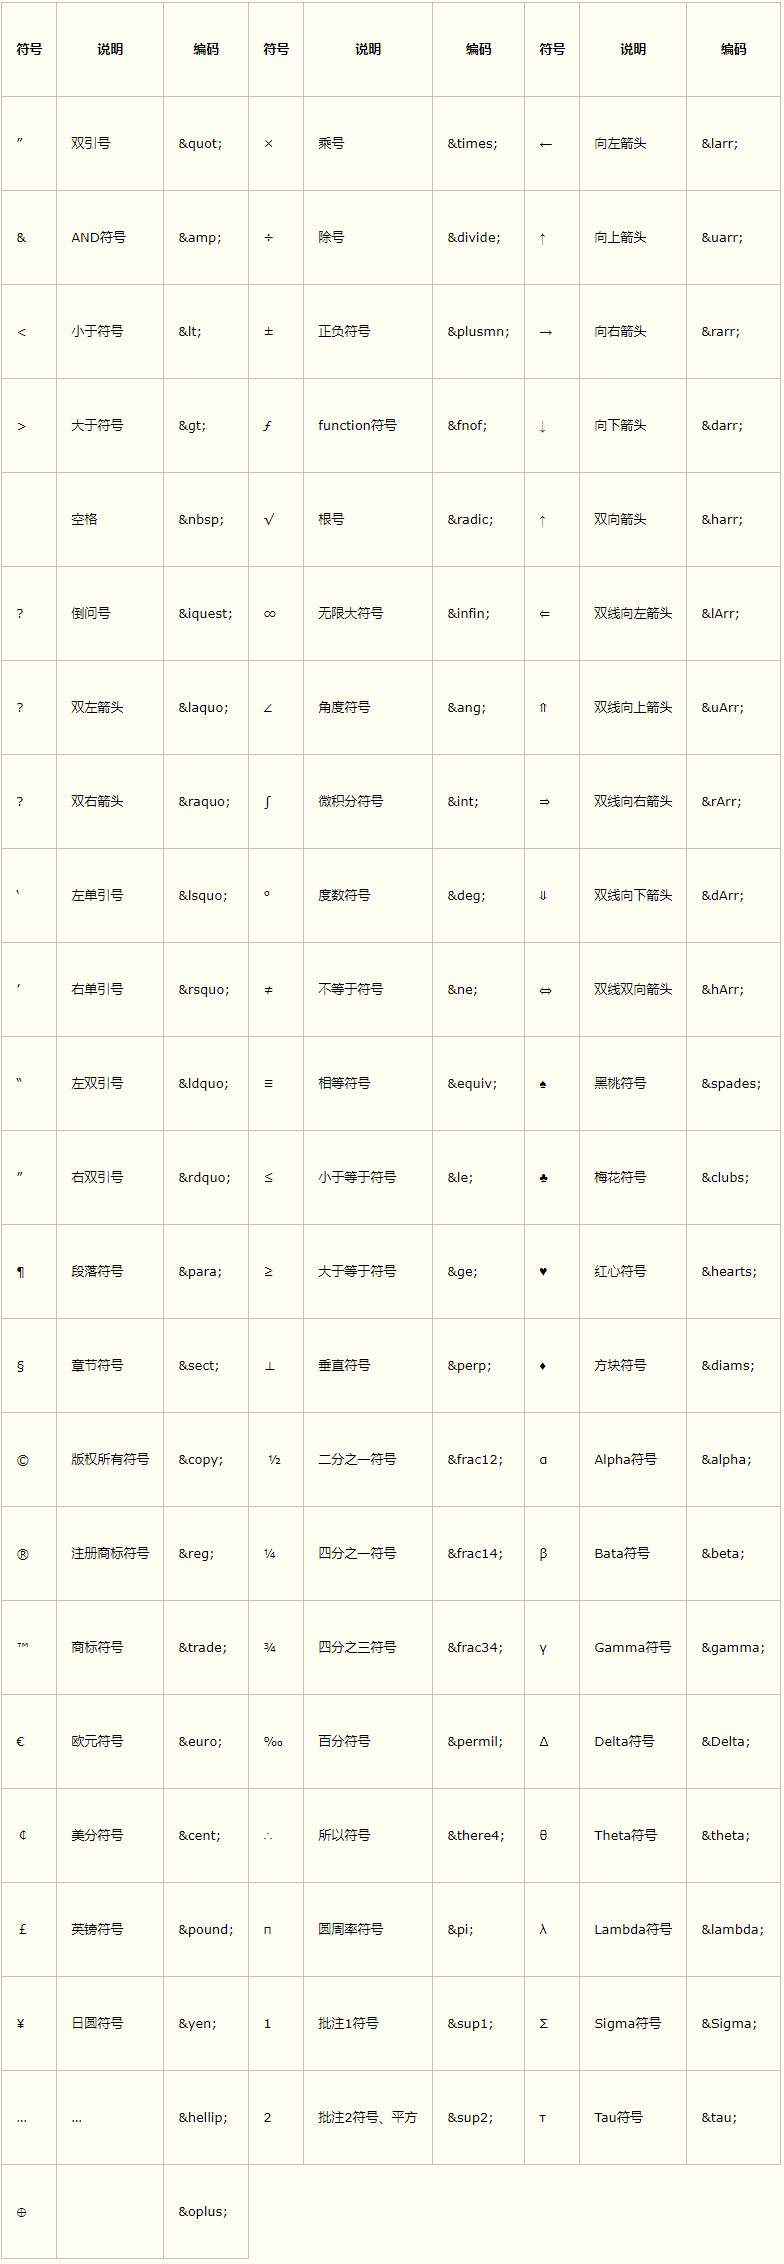 符号 说明 编码 符号 说明 编码 符号 说明 编码
″ 双引号 &quot; × 乘号 &times; ← 向左箭头 &larr;
& AND符号 &amp; ÷ 除号 &divide; ↑ 向上箭头 &uarr;
< 小于符号 &lt; ± 正负符号 &plusmn; → 向右箭头 &rarr;
> 大于符号 &gt; ƒ function符号 &fnof; ↓ 向下箭头 &darr;
空格 &nbsp; √ 根号 &radic; ↑ 双向箭头 &harr;
? 倒问号 &iquest; ∞ 无限大符号 &infin; ⇐ 双线向左箭头 &lArr;
? 双左箭头 &laquo; ∠ 角度符号 &ang; ⇑ 双线向上箭头 &uArr;
? 双右箭头 &raquo; ∫ 微积分符号 &int; ⇒ 双线向右箭头 &rArr;
‵ 左单引号 &lsquo; º 度数符号 &deg; ⇓ 双线向下箭头 &dArr;
′ 右单引号 &rsquo; ≠ 不等于符号 &ne; ⇔ 双线双向箭头 &hArr;
‶ 左双引号 &ldquo; ≡ 相等符号 &equiv; ♠ 黑桃符号 &spades;
″ 右双引号 &rdquo; ≤ 小于等于符号 &le; ♣ 梅花符号 &clubs;
¶ 段落符号 &para; ≥ 大于等于符号 &ge; ♥ 红心符号 &hearts;
§ 章节符号 &sect; ⊥ 垂直符号 &perp; ♦ 方块符号 &diams;
© 版权所有符号 &copy; ½ 二分之一符号 &frac12; α Alpha符号 &alpha;
® 注册商标符号 &reg; ¼ 四分之一符号 &frac14; β Bata符号 &beta;
™ 商标符号 &trade; ¾ 四分之三符号 &frac34; γ Gamma符号 &gamma;
€ 欧元符号 &euro; ‰ 百分符号 &permil; Δ Delta符号 &Delta;
¢ 美分符号 &cent; ∴ 所以符号 &there4; θ Theta符号 &theta;
£ 英镑符号 &pound; π 圆周率符号 &pi; λ Lambda符号 &lambda;
¥ 日圆符号 &yen; 1 批注1符号 &sup1; Σ Sigma符号 &Sigma;
… … &hellip; 2 批注2符号、平方 &sup2; τ Tau符号 &tau;
⊕ &oplus;